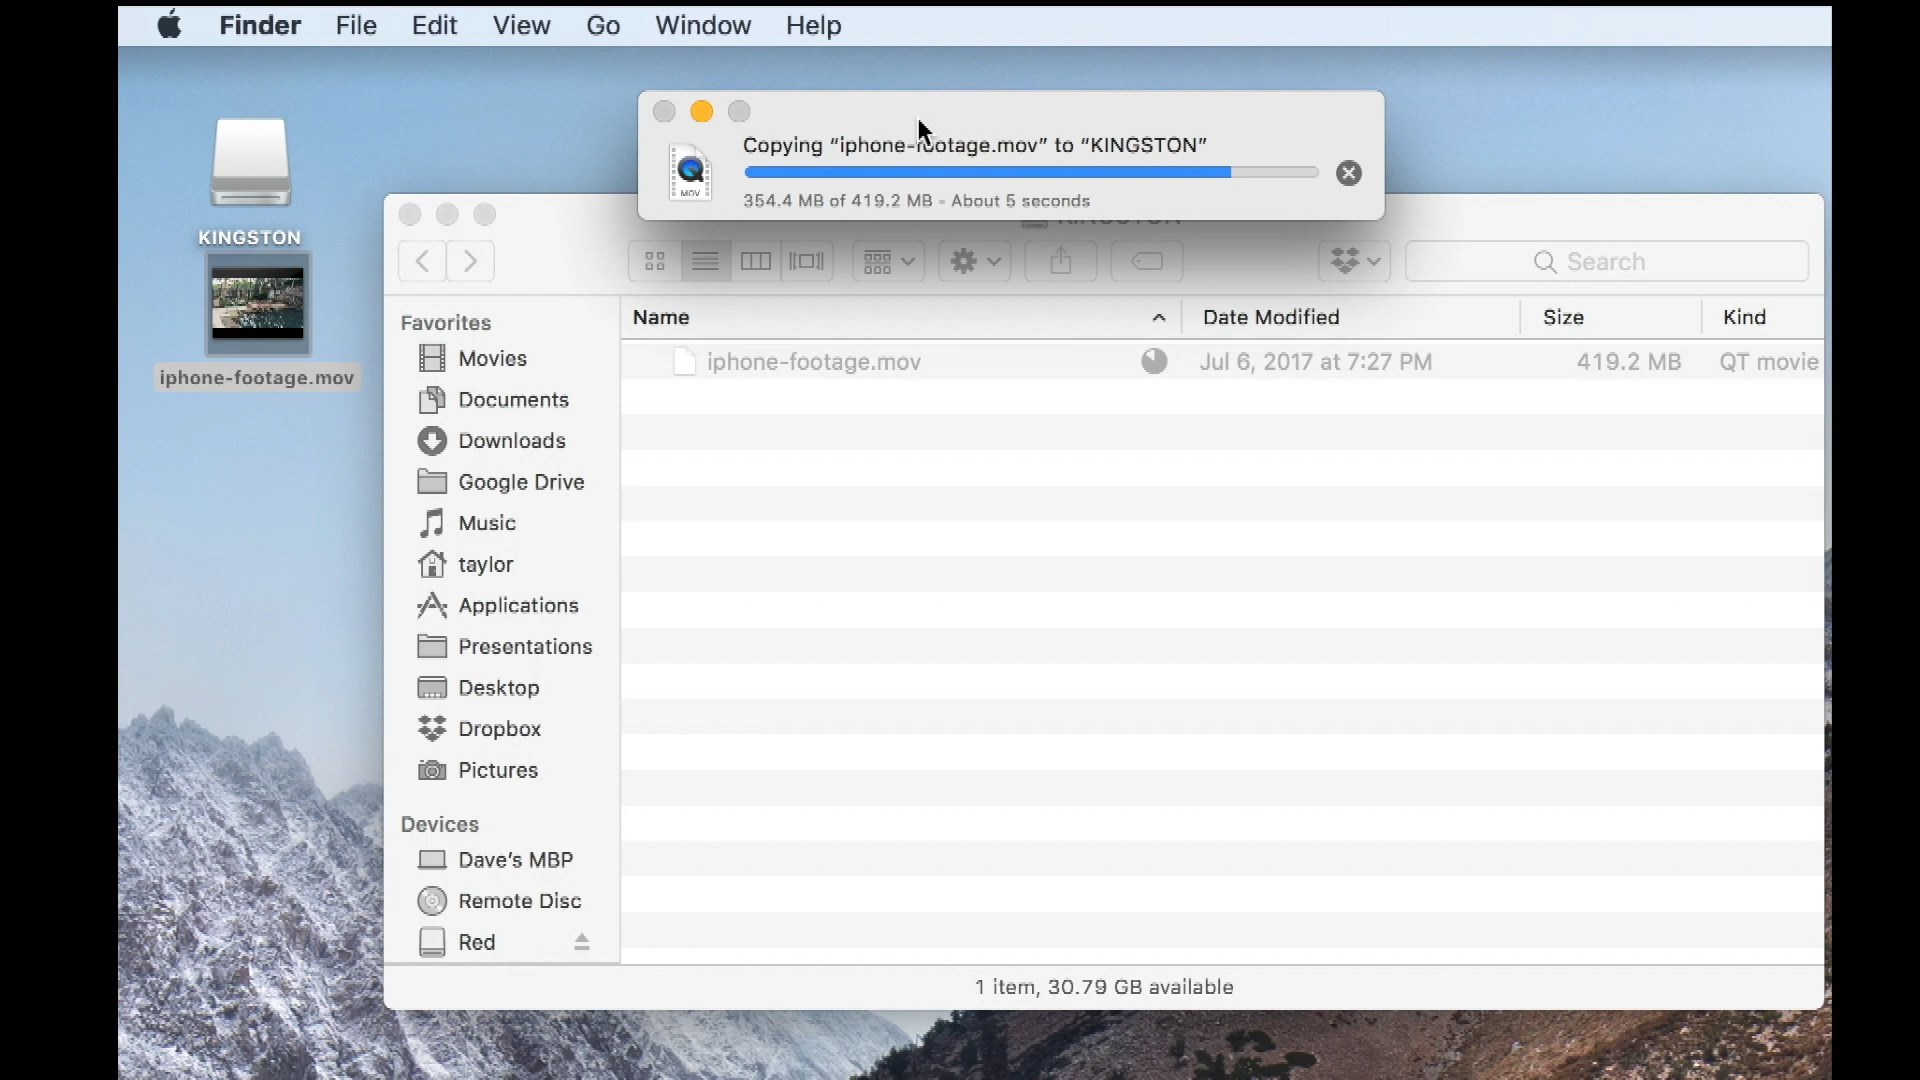 Finder File Edit View Go Window Help
Copying “iphone-footage.mov” to “KINGSTON”
MOV
354.4 MB of 419.2 MB - About 5 seconds
KINGSTON
iphone-footage.mov
KINGSTON
Search
Name Date Modified Size Kind
iphone-footage.mov Jul 6, 2017 at 7:27 PM 419.2 MB QT movie
Favorites
Movies
Documents
Downloads
Google Drive
Music
taylor
Applications
Presentations
Desktop
Dropbox
Pictures
Devices
Dave’s MBP
Remote Disc
Red
1 item, 30.79 GB available